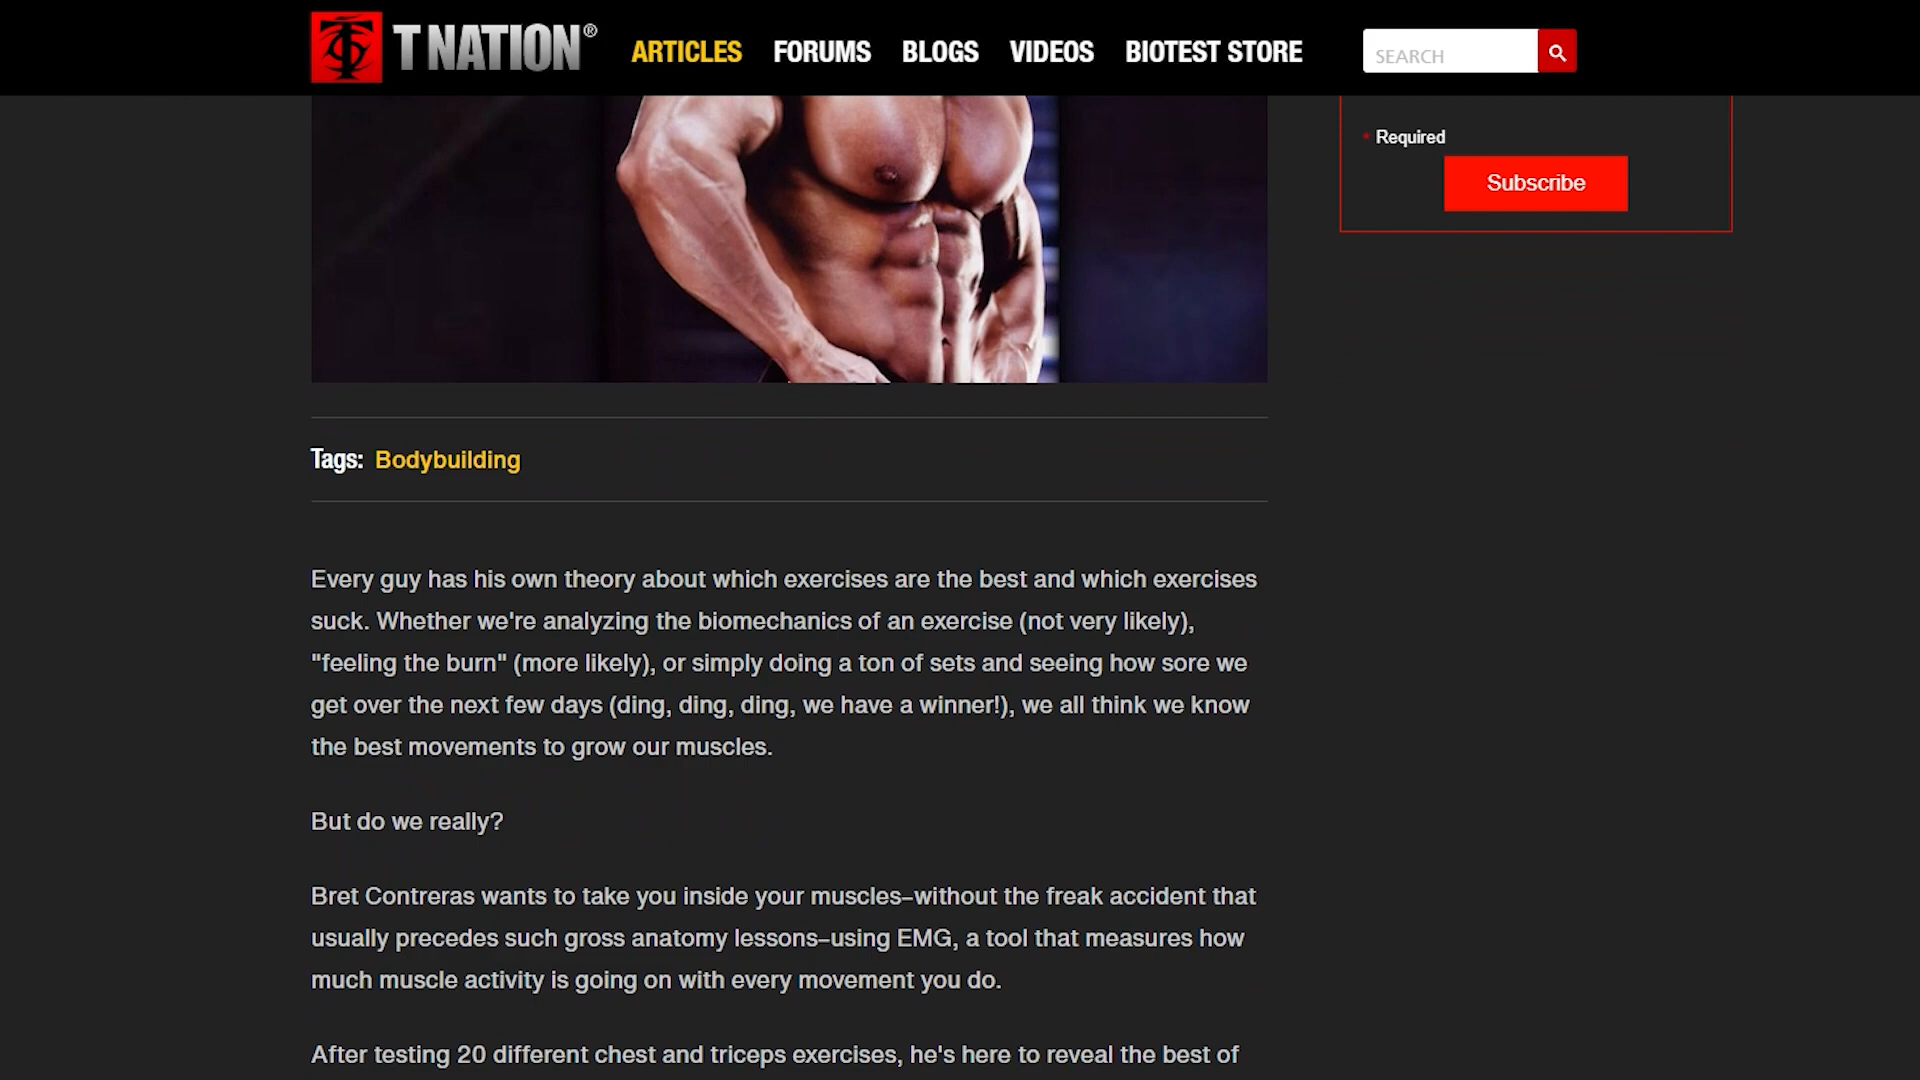 T NATION®
ARTICLES FORUMS BLOGS VIDEOS BIOTEST STORE
SEARCH
* Required
Subscribe
Tags: Bodybuilding
Every guy has his own theory about which exercises are the best and which exercises
suck. Whether we're analyzing the biomechanics of an exercise (not very likely),
"feeling the burn" (more likely), or simply doing a ton of sets and seeing how sore we
get over the next few days (ding, ding, ding, we have a winner!), we all think we know
the best movements to grow our muscles.
But do we really?
Bret Contreras wants to take you inside your muscles–without the freak accident that
usually precedes such gross anatomy lessons–using EMG, a tool that measures how
much muscle activity is going on with every movement you do.
After testing 20 different chest and triceps exercises, he's here to reveal the best of